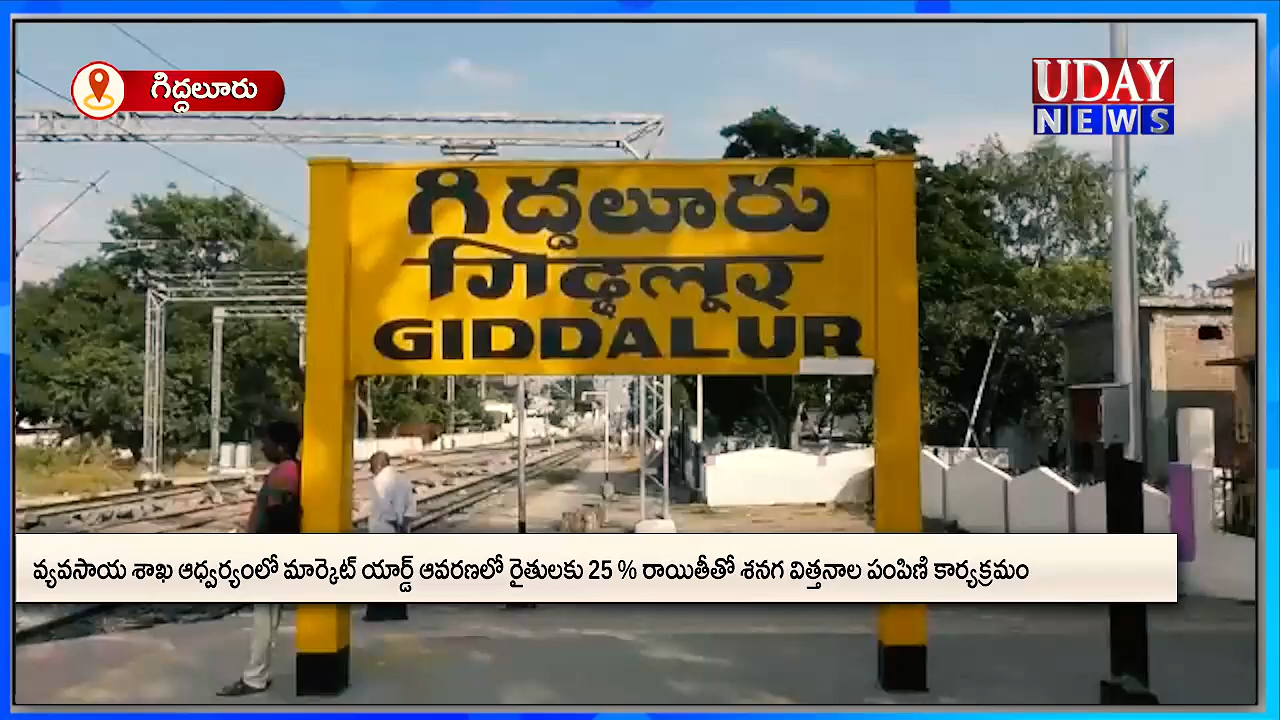 గిద్దలూరు
UDAY
NEWS
గిద్దలూరు
गिद्दलूर
GIDDALUR
వ్యవసాయ శాఖ ఆధ్వర్యంలో మార్కెట్ యార్డ్ ఆవరణలో రైతులకు 25 % రాయితీతో శనగ విత్తనాల పంపిణి కార్యక్రమం